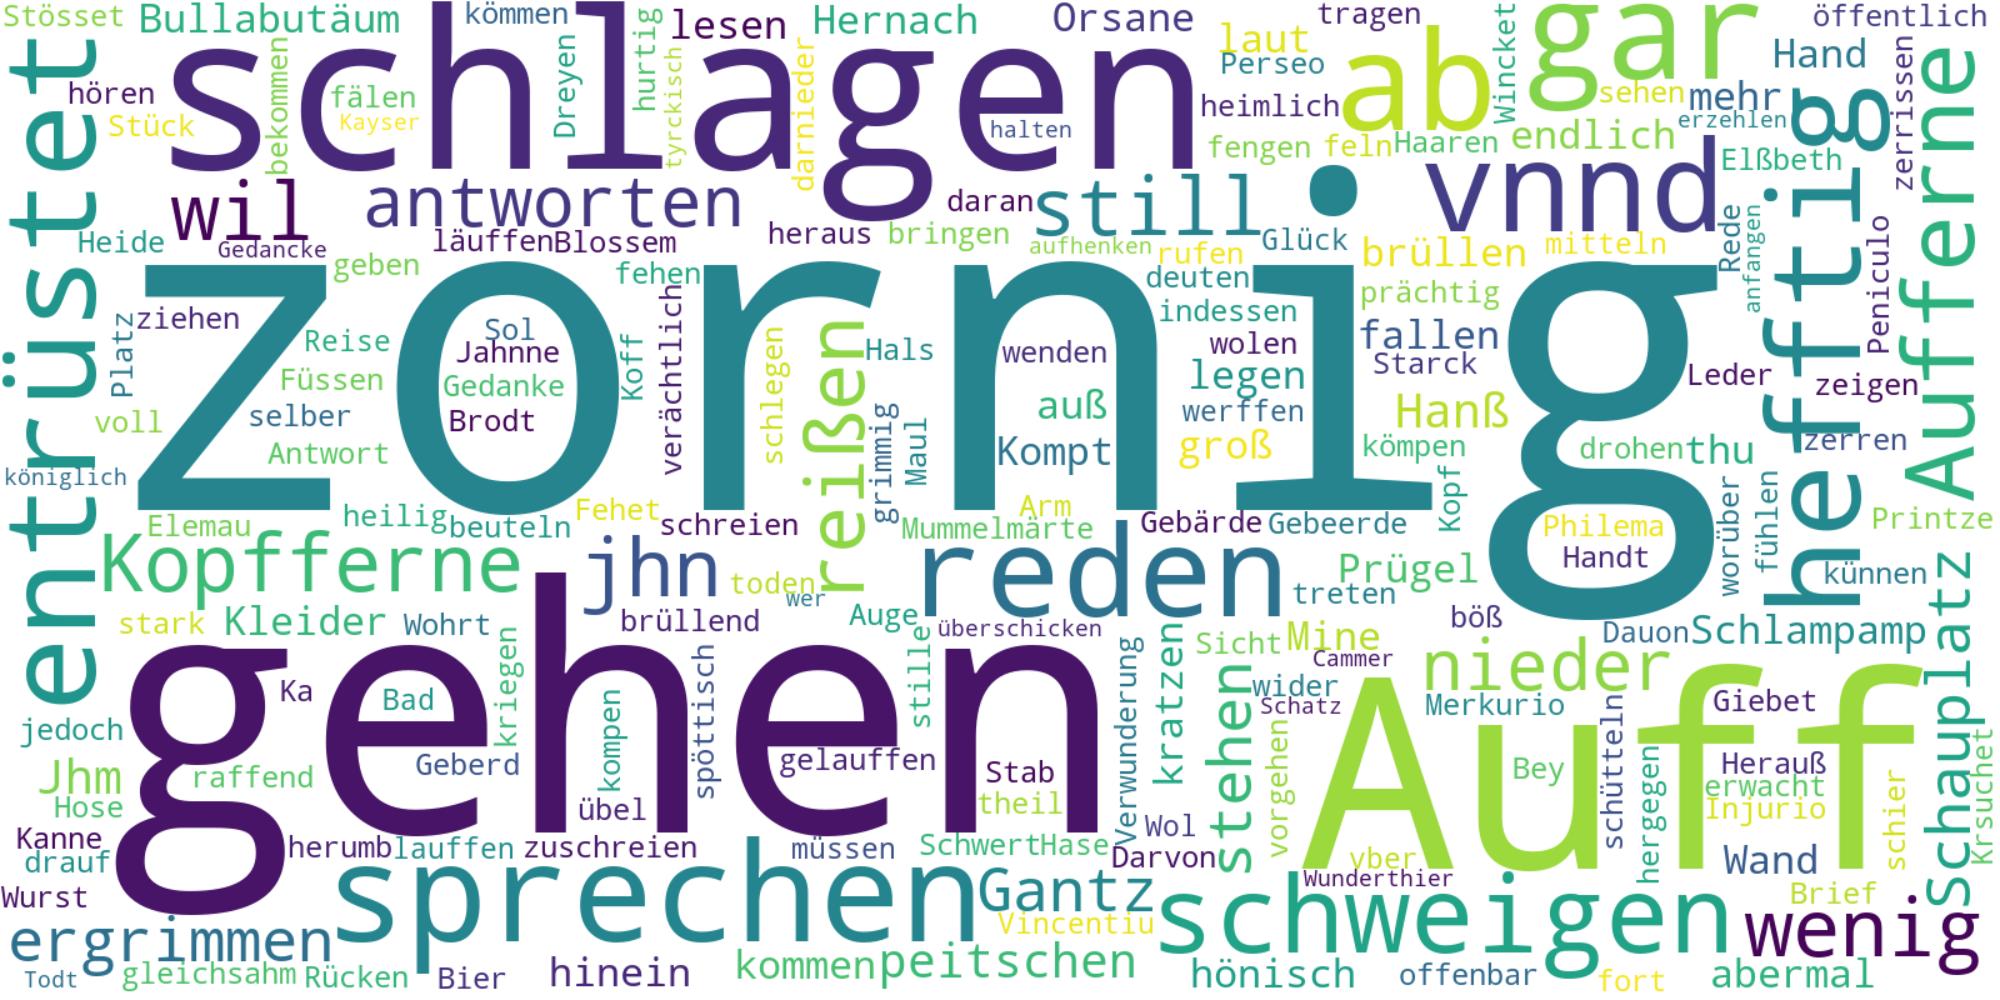 Stösset
Bullabutäum
kömmen
lesen
Hernach
Orsane
tragen
öffentlich
entrüstet
schlagen
Dreyen
hurtig
tyrckisch
darnieder
laut
Perseo
ab
Wincket
gar
Hand
zerrissen
Aufferne
hören
bekommen
fälen
Kayser
Stück
halten
heimlich
sehen
mehr
erzehlen
hefftig
fengen
feln
Haaren
endlich
Elßbeth
wil
antworten
daran
still
vnnd
Heide
Gedancke
läuffen
Blossem
heraus
bringen
aufhenken
rufen
Glück
brüllen
mitteln
Rede
anfangen
Peniculo
geben
fehen
deuten
prächtig
zornig
ziehen
Platz
Sol
Jahnne
Gedanke
Brodt
Koff
verächtlich
schlegen
reißen
Hals
wenden
indessen
wolen
legen
fallen
Starck
Leder
zeigen
Reise
Füssen
selber
voll
Antwort
grimmig
Maul
auß
Kompt
werffen
groß
Hanß
kömpen
drohen
thu
zerren
königlich
Elemau
heilig
beuteln
Fehet
schreien
Arm
Mummelmärte
Gebärde
Gebeerde
Kopf
Philema
Handt
worüber
fühlen
Printze
Kopfferne
jhn
toden
wer
reden
Prügel
treten
künnen
stark
Kleider
Wohrt
brüllend
Auge
überschicken
böß
Dauon
Schlampamp
Schauplatz
gehen
Ka
Bad
kriegen
kompen
spöttisch
stille
Verwunderung
kratzen
Sicht
Mine
Cammer
nieder
stehen
wider
Schatz
Merkurio
Giebet
jedoch
Jhm
raffend
Hose
Geberd
gelauffen
Stab
theil
übel
vorgehen
Auff
Bey
schütteln
hergegen
Herauß
erwacht
Injurio
schier
Krsuchet
Kanne
drauf
herumb
lauffen
zuschreien
müssen
Schwert
Hase
Wol
Darvon
yber
Wunderthier
Wand
Wurst
sprechen
Gantz
Vincentiu
schweigen
Brief
wenig
ergrimmen
Todt
gleichsahm
Rücken
Bier
hinein
kommen
peitschen
hönisch
offenbar
fort
abermal